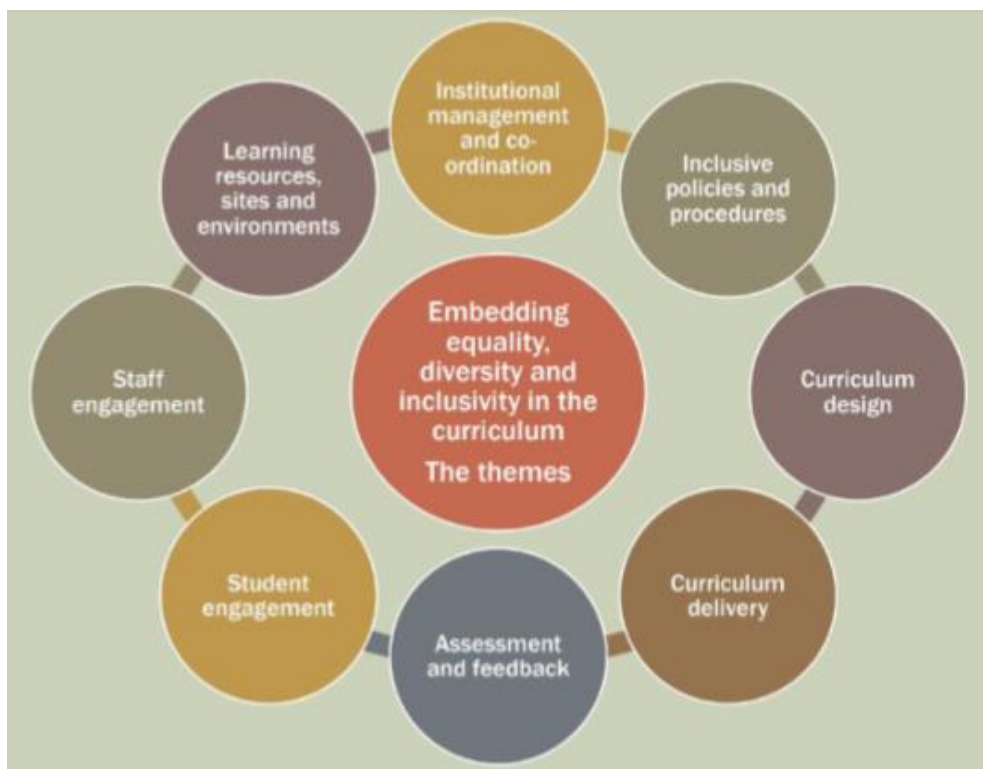 Institutional
management
and co-
ordination
Inclusive
policies and
procedures
Curriculum
design
Curriculum
delivery
Assessment
and feedback
Student
engagement
Staff
engagement
Learning
resources,
sites and
environments
Embedding
equality,
diversity and
inclusivity in the
curriculum
The themes